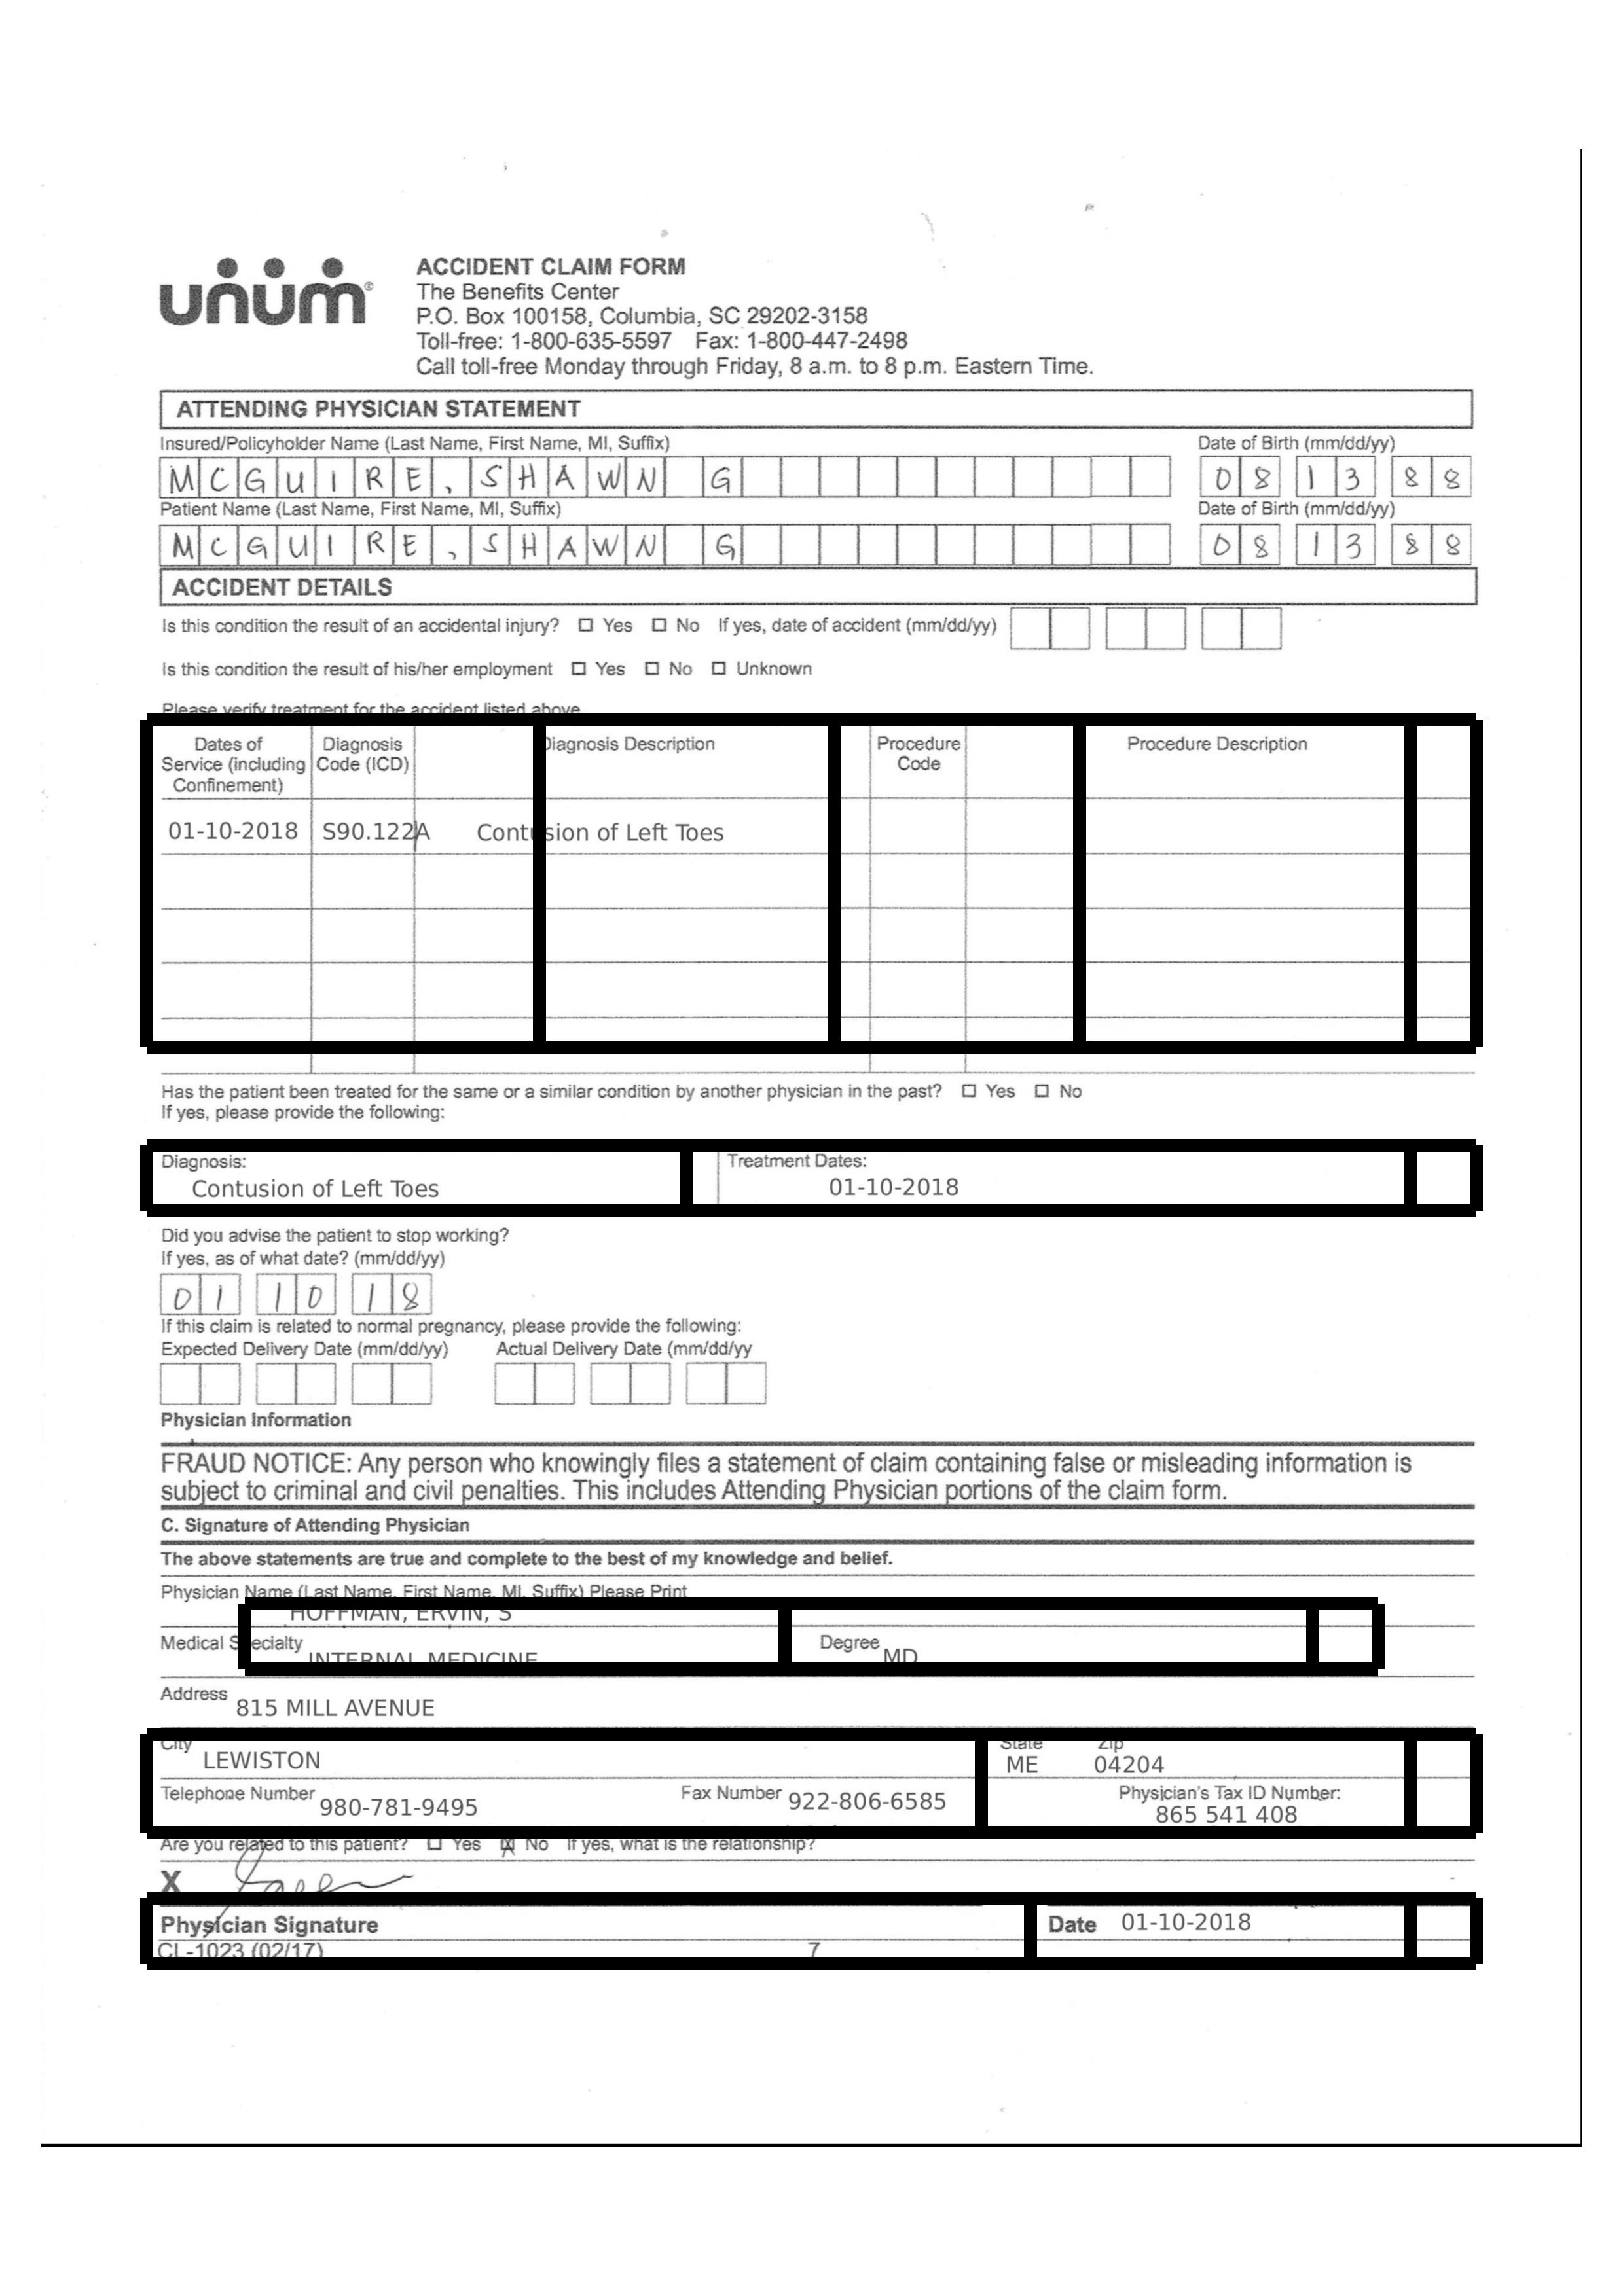 unum®
ACCIDENT CLAIM FORM
The Benefits Center
P.O. Box 100158, Columbia, SC 29202-3158
Toll-free: 1-800-635-5597 Fax: 1-800-447-2498
Call toll-free Monday through Friday, 8 a.m. to 8 p.m. Eastern Time.
ATTENDING PHYSICIAN STATEMENT
Insured/Policyholder Name (Last Name, First Name, MI, Suffix) Date of Birth (mm/dd/yy)
MCGUIRE, SHAWN G 08 13 88
Patient Name (Last Name, First Name, MI, Suffix) Date of Birth (mm/dd/yy)
MCGUIRE, SHAWN G 08 13 88
ACCIDENT DETAILS
Is this condition the result of an accidental injury? Yes No If yes, date of accident (mm/dd/yy)
Is this condition the result of his/her employment Yes No Unknown
Please verify treatment for the accident listed above
Dates of Service (including Confinement) Diagnosis Code (ICD) Diagnosis Description Procedure Code Procedure Description
01-10-2018 S90.122A Contusion of Left Toes
Has the patient been treated for the same or a similar condition by another physician in the past? Yes No
If yes, please provide the following:
Diagnosis: Treatment Dates:
Contusion of Left Toes 01-10-2018
Did you advise the patient to stop working?
If yes, as of what date? (mm/dd/yy)
01 10 18
If this claim is related to normal pregnancy, please provide the following:
Expected Delivery Date (mm/dd/yy) Actual Delivery Date (mm/dd/yy
Physician Information
FRAUD NOTICE: Any person who knowingly files a statement of claim containing false or misleading information is
subject to criminal and civil penalties. This includes Attending Physician portions of the claim form.
C. Signature of Attending Physician
The above statements are true and complete to the best of my knowledge and belief.
Physician Name (Last Name, First Name, MI, Suffix) Please Print
HOFFMAN, ERVIN, S
Medical Specialty INTERNAL MEDICINE Degree MD
Address 815 MILL AVENUE
City LEWISTON State ME Zip 04204
Telephone Number 980-781-9495 Fax Number 922-806-6585 Physician's Tax ID Number: 865 541 408
Are you related to this patient? Yes No If yes, what is the relationship?
X
Physician Signature Date 01-10-2018
CL-1023 (02/17) 7